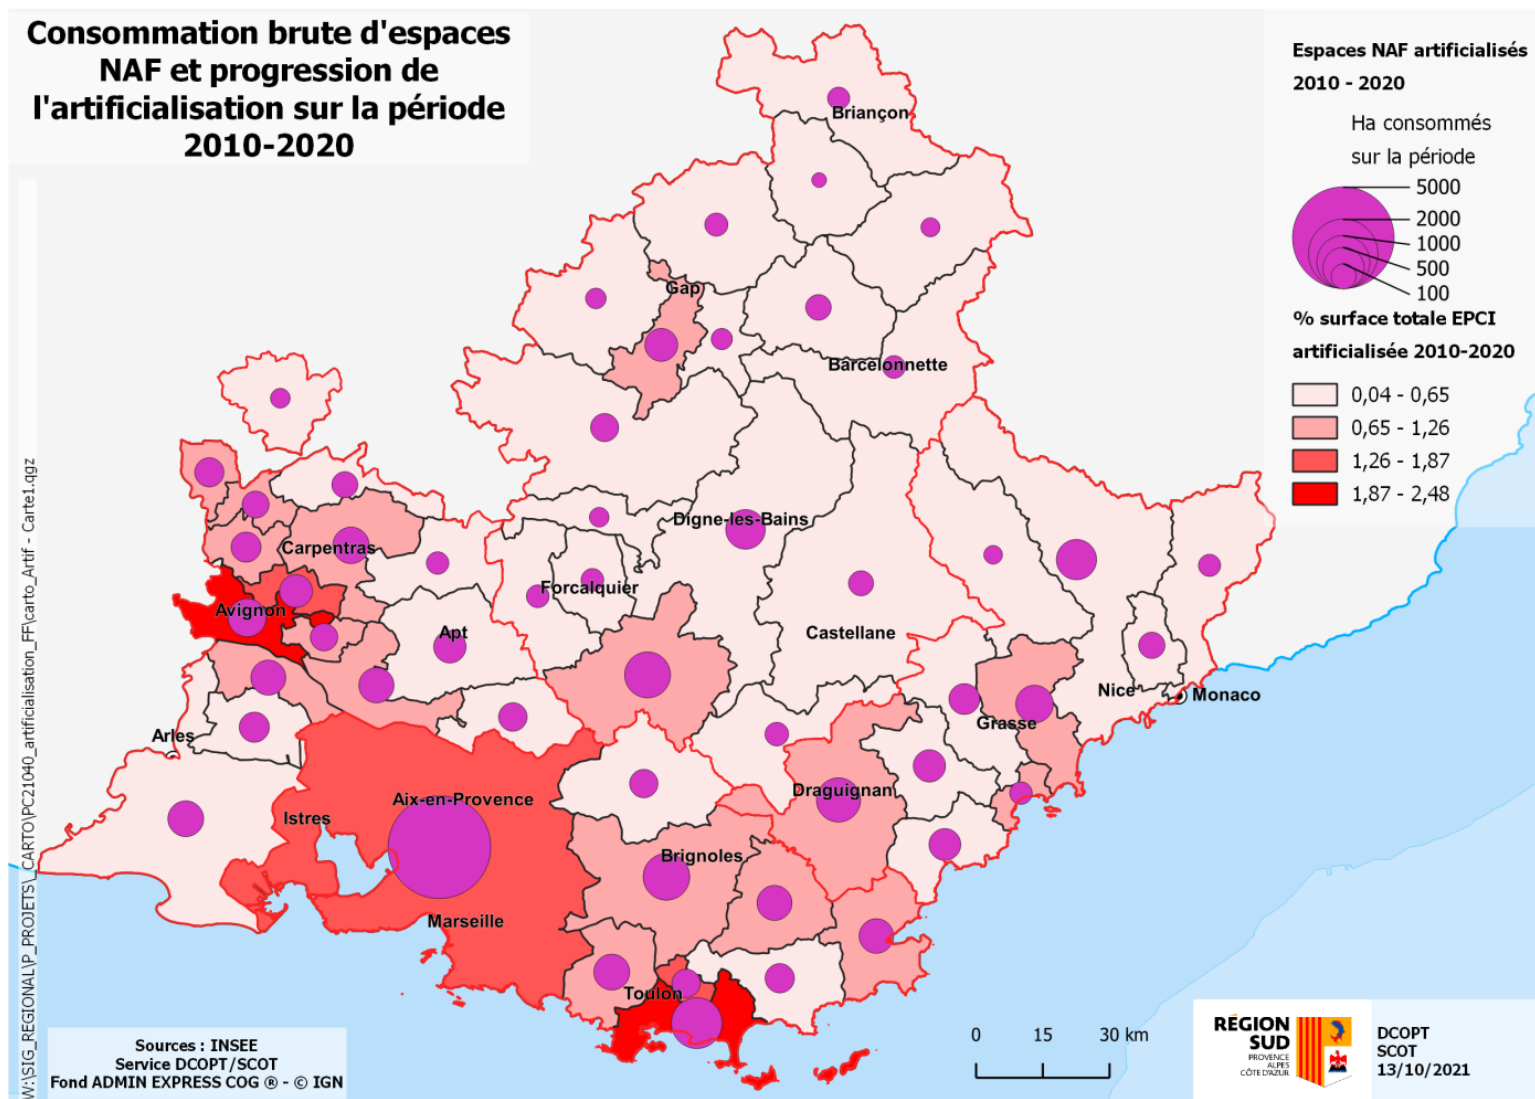 Consommation brute d'espaces
NAF et progression de
l'artificialisation sur la période
2010-2020
Espaces NAF artificialisés
2010 - 2020
Ha consommés
sur la période
5000
2000
1000
500
100
% surface totale EPCI
artificialisée 2010-2020
0,04 - 0,65
0,65 - 1,26
1,26 - 1,87
1,87 - 2,48
Briançon
Gap
Barcelonnette
Digne-les-Bains
Carpentras
Forcalquier
Avignon
Apt
Castellane
Nice
Monaco
Grasse
Arles
Draguignan
Aix-en-Provence
Istres
Brignoles
Marseille
Toulon
W:\SIG_REGIONAL\P_PROJETS\_CARTO\PC21040_artificialisation_FF\carto_Artif - Carte1.qgz
Sources : INSEE
Service DCOPT/SCOT
Fond ADMIN EXPRESS COG ® - © IGN
0 15 30 km
RÉGION
SUD
PROVENCE
ALPES
CÔTE D'AZUR
DCOPT
SCOT
13/10/2021